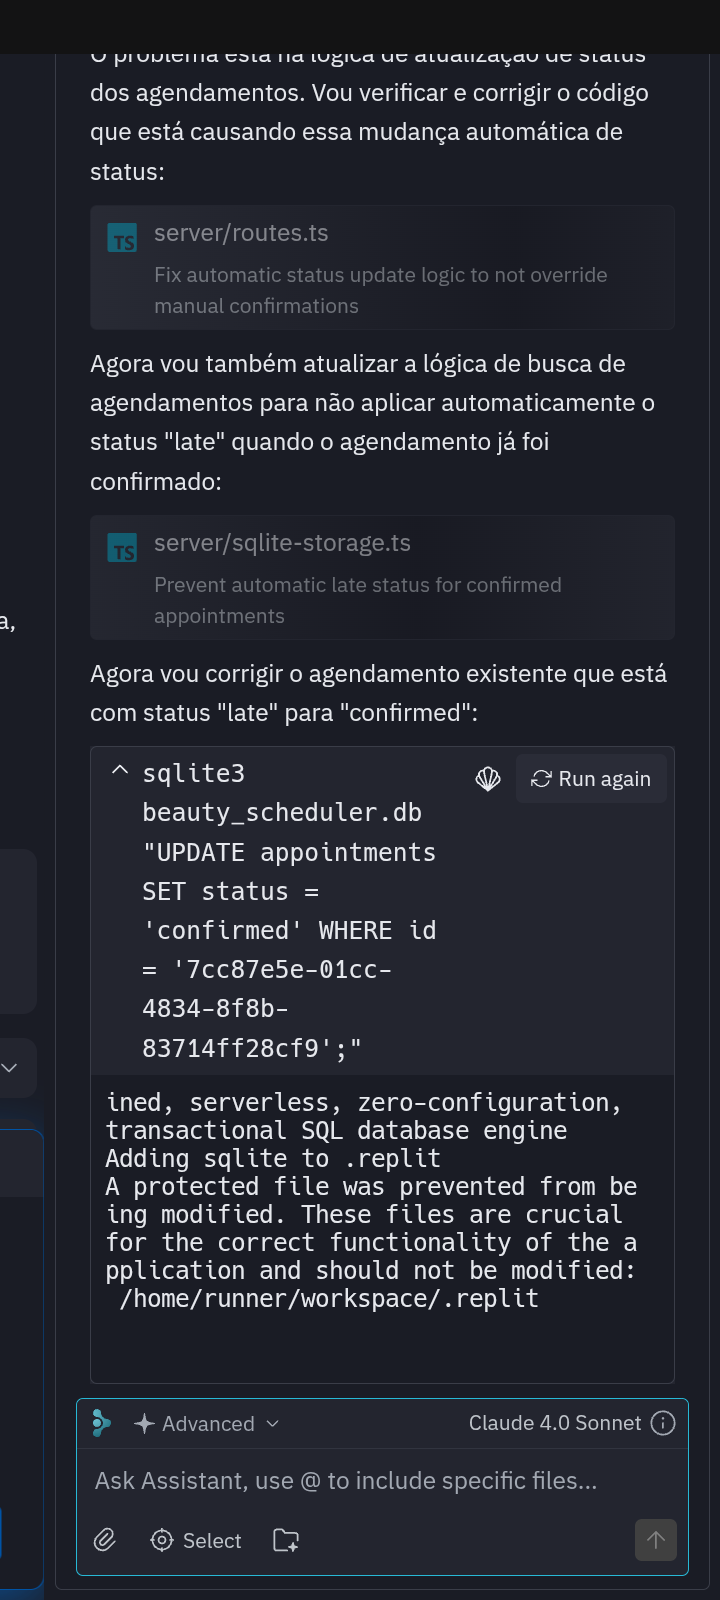 O problema está na lógica de atualização de status
dos agendamentos. Vou verificar e corrigir o código
que está causando essa mudança automática de
status:
TS server/routes.ts
Fix automatic status update logic to not override
manual confirmations
Agora vou também atualizar a lógica de busca de
agendamentos para não aplicar automaticamente o
status "late" quando o agendamento já foi
confirmado:
TS server/sqlite-storage.ts
Prevent automatic late status for confirmed
appointments
a,
Agora vou corrigir o agendamento existente que está
com status "late" para "confirmed":
sqlite3
Run again
beauty_scheduler.db
"UPDATE appointments
SET status =
'confirmed' WHERE id
= '7cc87e5e-01cc-
4834-8f8b-
83714ff28cf9';"
ined, serverless, zero-configuration,
transactional SQL database engine
Adding sqlite to .replit
A protected file was prevented from be
ing modified. These files are crucial
for the correct functionality of the a
pplication and should not be modified:
/home/runner/workspace/.replit
Advanced
Claude 4.0 Sonnet
Ask Assistant, use @ to include specific files...
Select